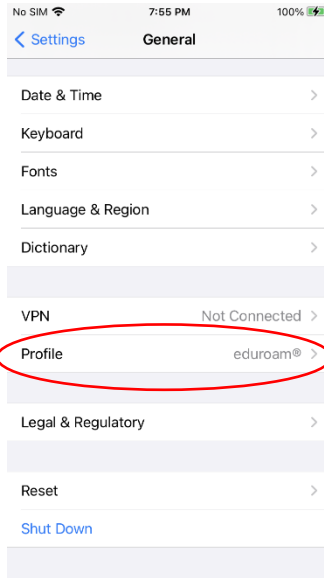 No SIM 7:55 PM 100%
Settings General
Date & Time
Keyboard
Fonts
Language & Region
Dictionary
VPN Not Connected
Profile eduroam®
Legal & Regulatory
Reset
Shut Down